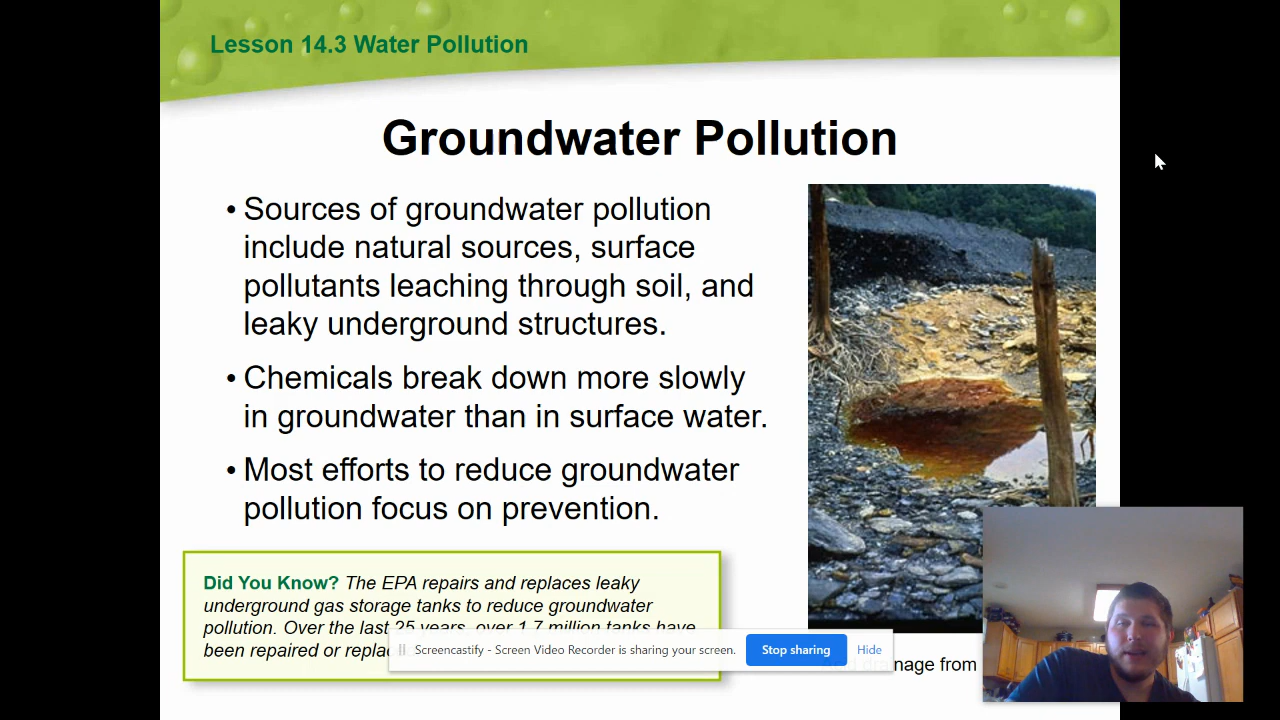 Lesson 14.3 Water Pollution
Groundwater Pollution
• Sources of groundwater pollution
include natural sources, surface
pollutants leaching through soil, and
leaky underground structures.
• Chemicals break down more slowly
in groundwater than in surface water.
• Most efforts to reduce groundwater
pollution focus on prevention.
Did You Know? The EPA repairs and replaces leaky
underground gas storage tanks to reduce groundwater
pollution. Over the last 25 years, over 1.7 million tanks have
been repaired or
Screencastify - Screen Video Recorder is sharing your screen.
Stop sharing
Hide
drainage from